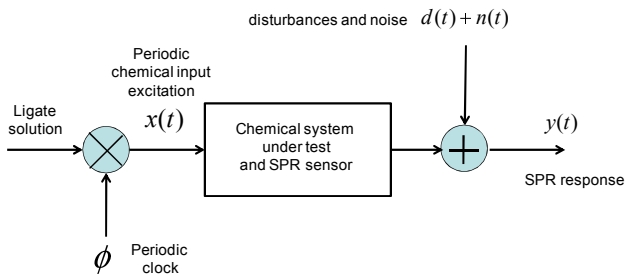 disturbances and noise d(t) + n(t)
Periodic
chemical input
excitation
x(t)
Ligate
solution
Chemical system
under test
and SPR sensor
y(t)
SPR response
ϕ
Periodic
clock